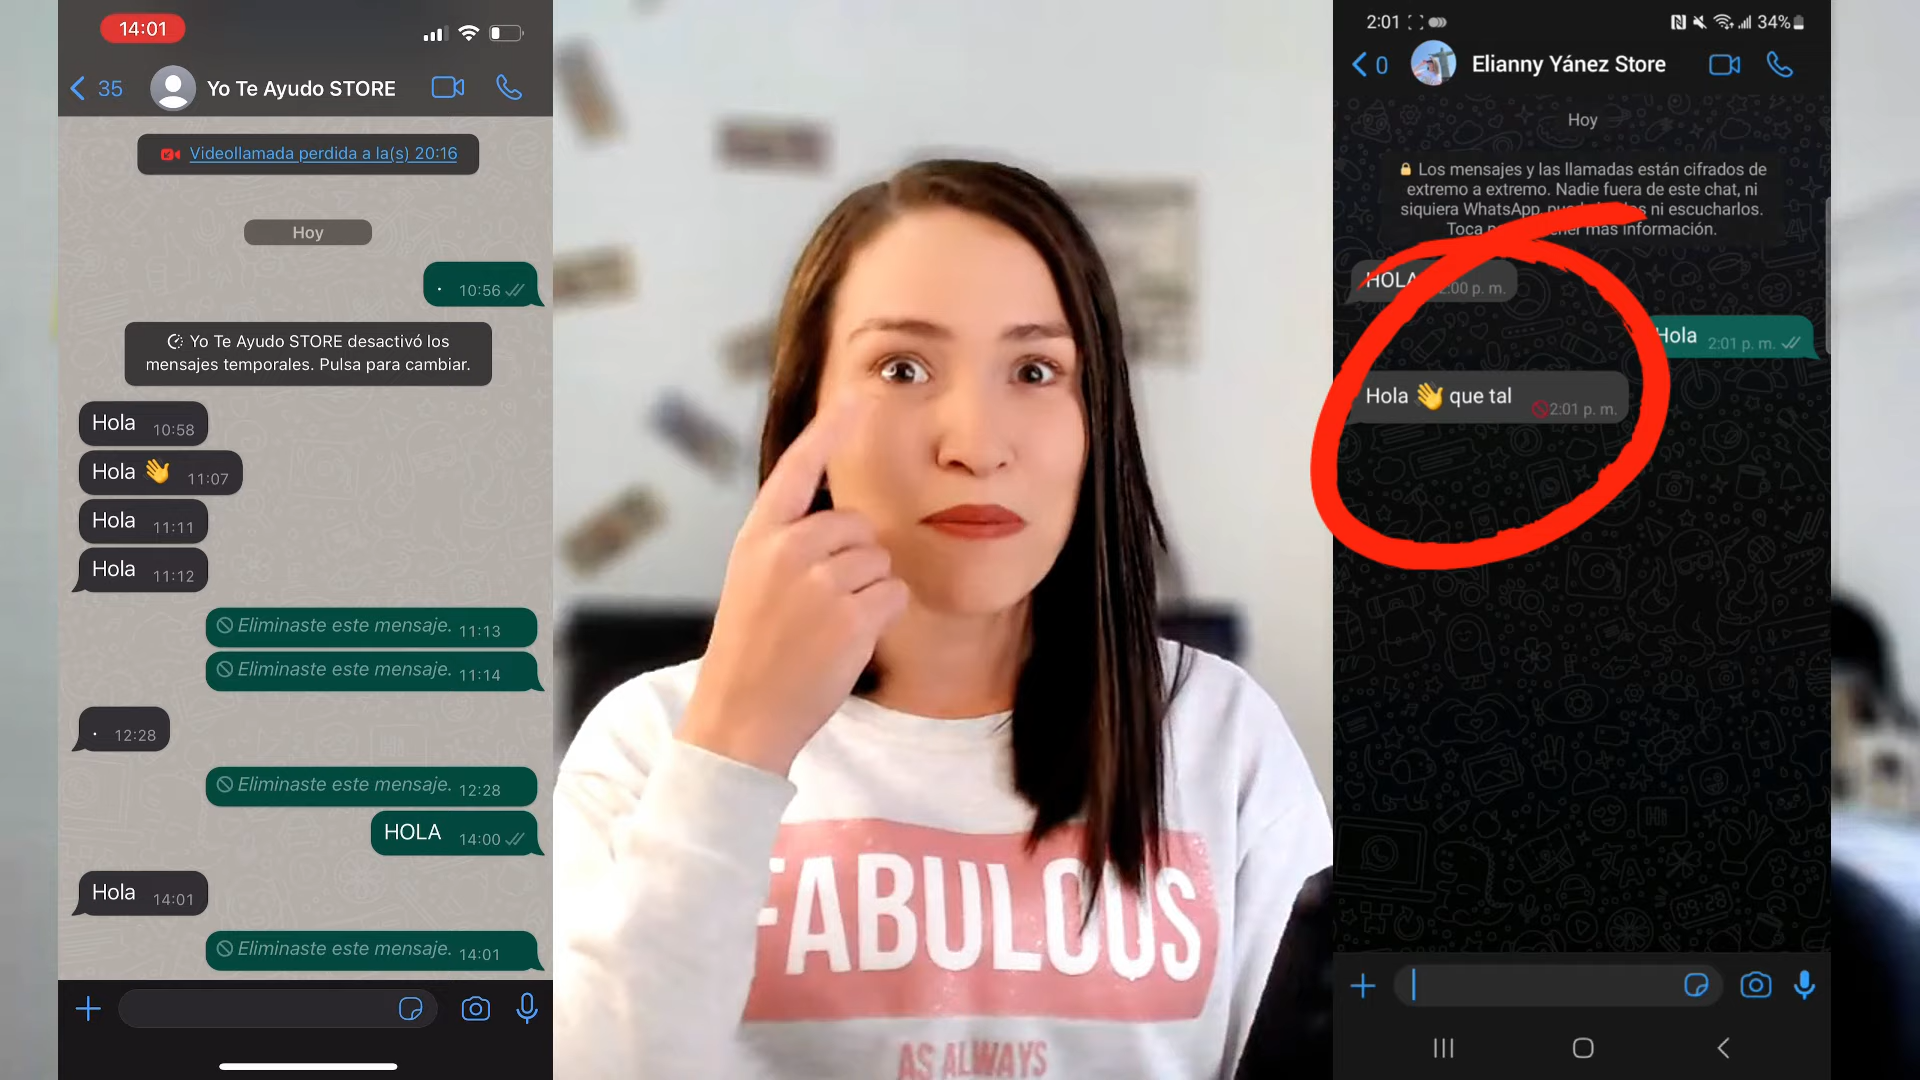 14:01
35
Yo Te Ayudo STORE
Videollamada perdida a la(s) 20:16
Hoy
. 10:56
Yo Te Ayudo STORE desactivó los
mensajes temporales. Pulsa para cambiar.
Hola 10:58
Hola 👋 11:07
Hola 11:11
Hola 11:12
Eliminaste este mensaje. 11:13
Eliminaste este mensaje. 11:14
. 12:28
Eliminaste este mensaje. 12:28
HOLA 14:00
Hola 14:01
Eliminaste este mensaje. 14:01
FABULOUS
AS ALWAYS
2:01
34%
0
Elianny Yánez Store
Hoy
Los mensajes y las llamadas están cifrados de
extremo a extremo. Nadie fuera de este chat, ni
siquiera WhatsApp, ni escucharlos.
Toca más información.
HOLA 2:00 p. m.
Hola 2:01 p. m.
Hola 👋 que tal 2:01 p. m.